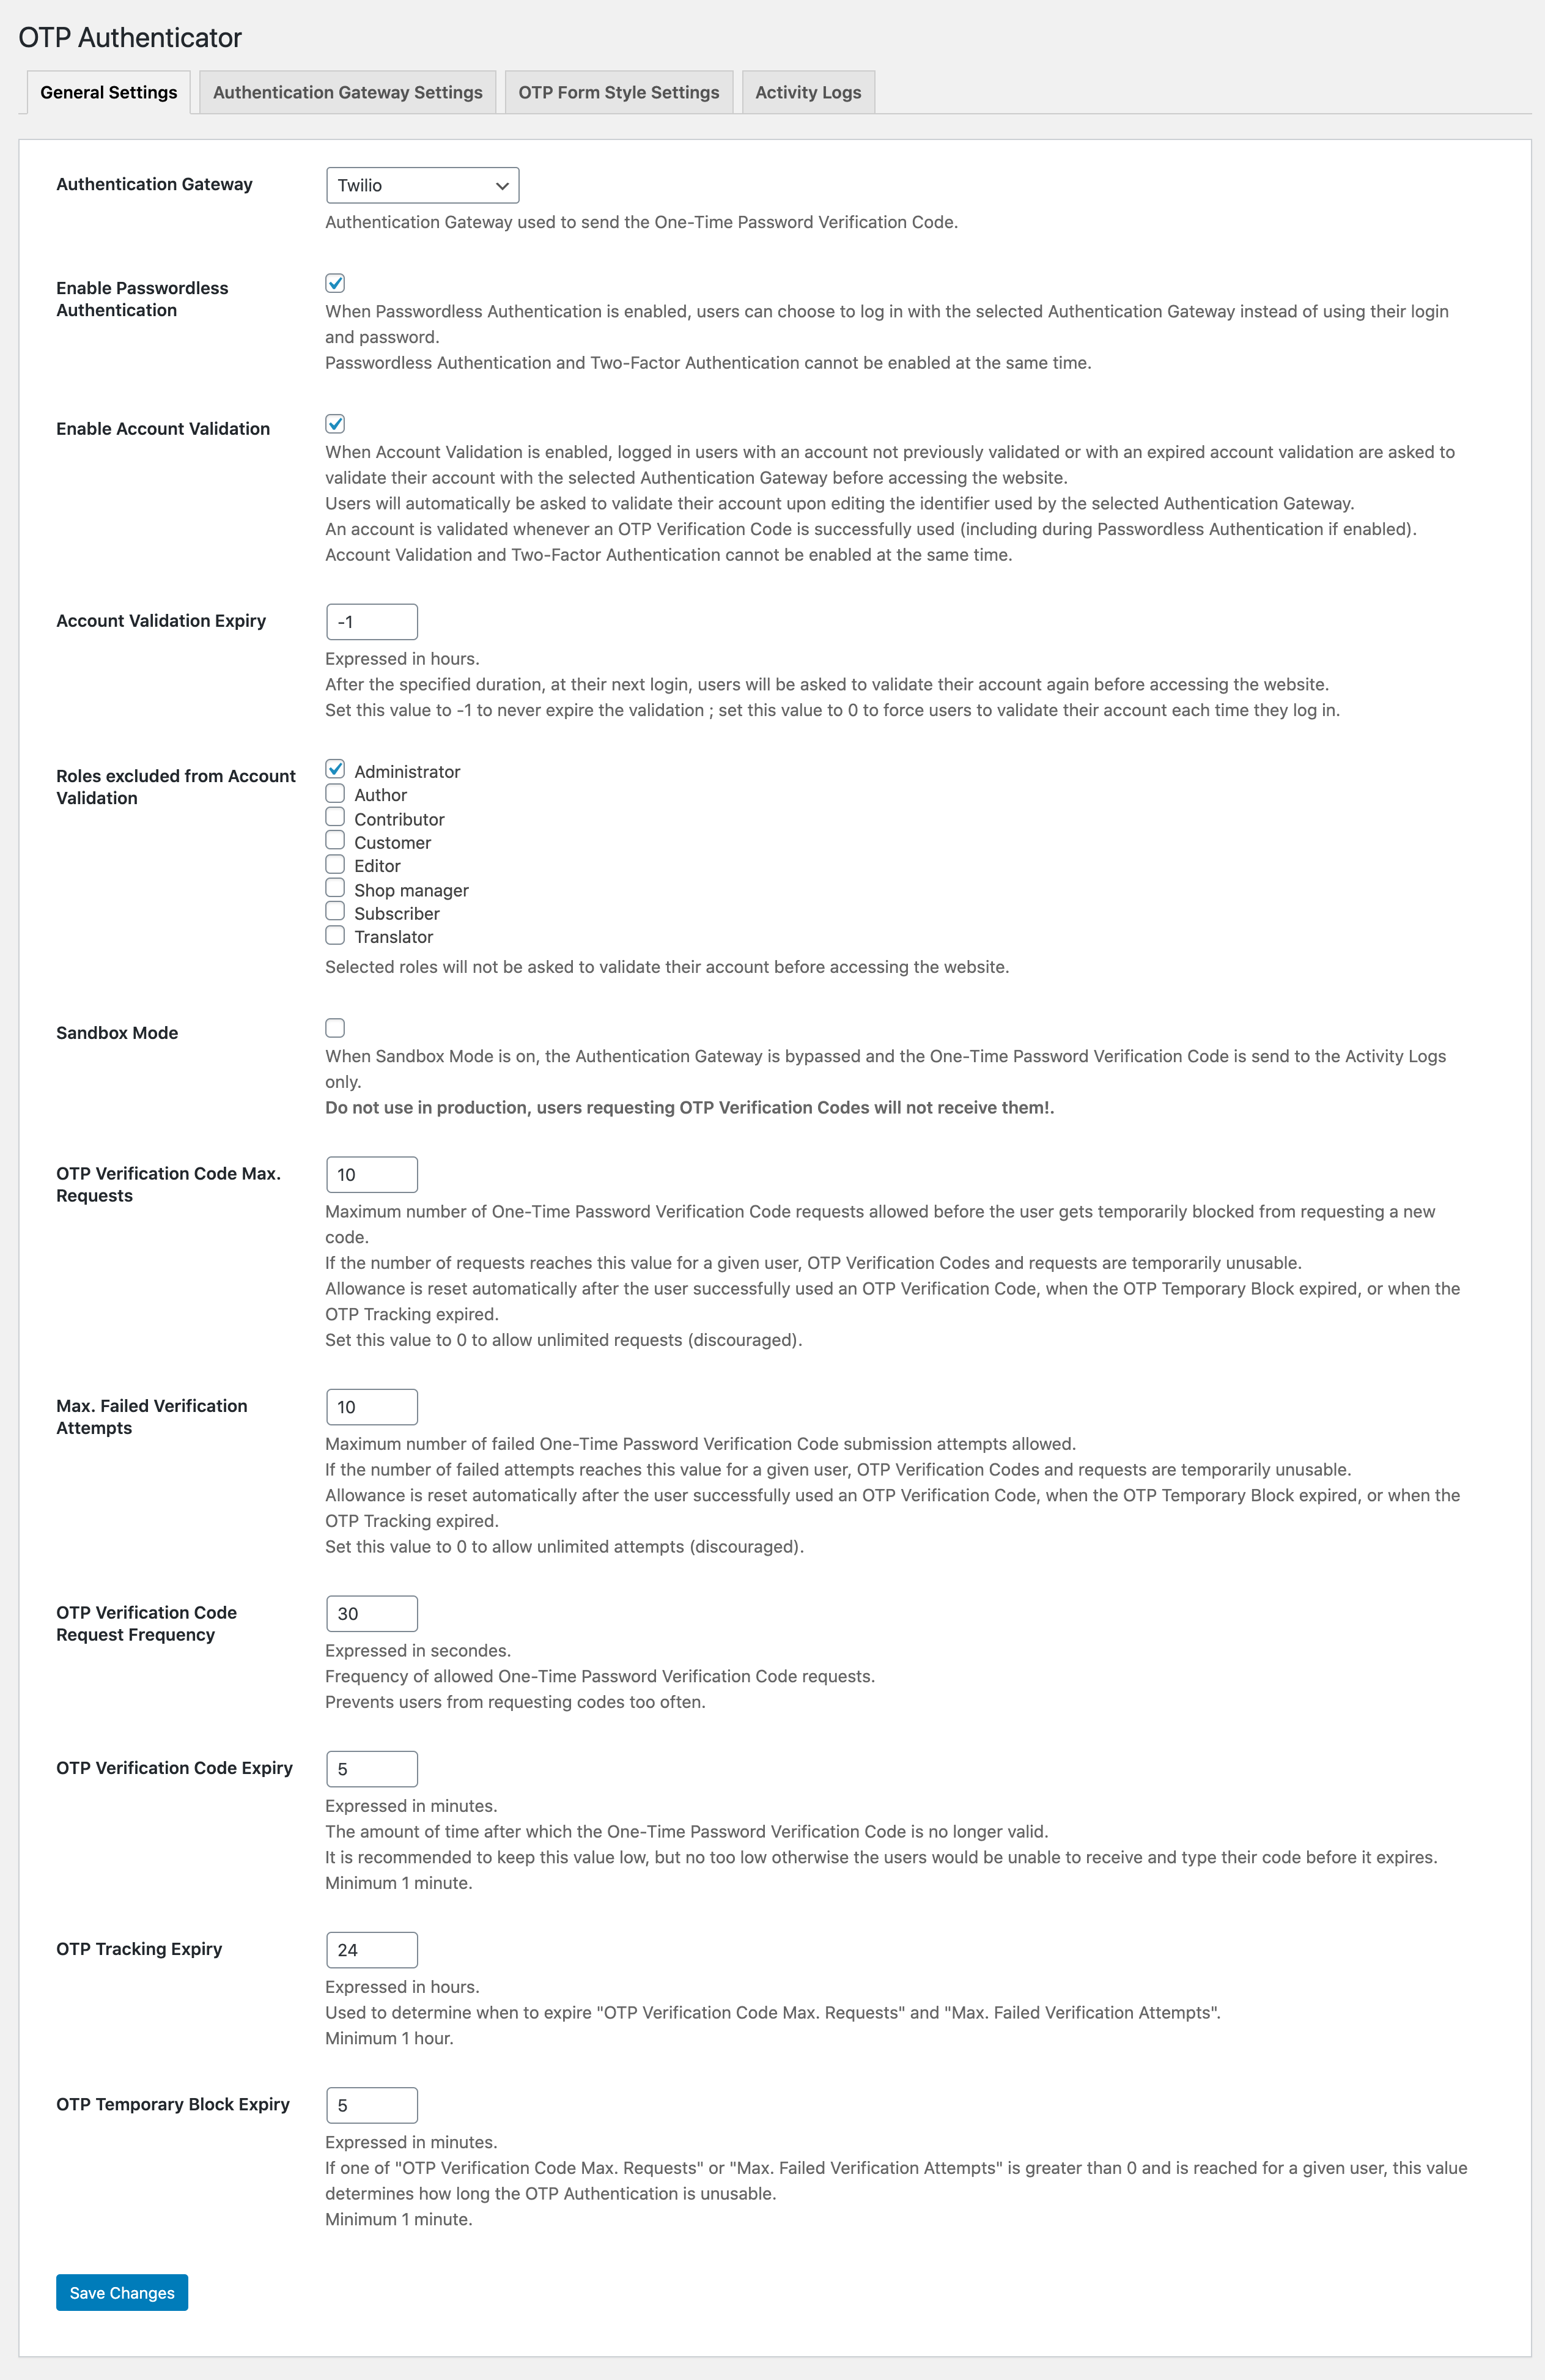 OTP Authenticator
General Settings
Authentication Gateway Settings
OTP Form Style Settings
Activity Logs
Authentication Gateway
Twilio
Authentication Gateway used to send the One-Time Password Verification Code.
Enable Passwordless
Authentication
When Passwordless Authentication is enabled, users can choose to log in with the selected Authentication Gateway instead of using their login
and password.
Passwordless Authentication and Two-Factor Authentication cannot be enabled at the same time.
Enable Account Validation
When Account Validation is enabled, logged in users with an account not previously validated or with an expired account validation are asked to
validate their account with the selected Authentication Gateway before accessing the website.
Users will automatically be asked to validate their account upon editing the identifier used by the selected Authentication Gateway.
An account is validated whenever an OTP Verification Code is successfully used (including during Passwordless Authentication if enabled).
Account Validation and Two-Factor Authentication cannot be enabled at the same time.
Account Validation Expiry
-1
Expressed in hours.
After the specified duration, at their next login, users will be asked to validate their account again before accessing the website.
Set this value to -1 to never expire the validation ; set this value to 0 to force users to validate their account each time they log in.
Roles excluded from Account
Validation
Administrator
Author
Contributor
Customer
Editor
Shop manager
Subscriber
Translator
Selected roles will not be asked to validate their account before accessing the website.
Sandbox Mode
When Sandbox Mode is on, the Authentication Gateway is bypassed and the One-Time Password Verification Code is send to the Activity Logs
only.
Do not use in production, users requesting OTP Verification Codes will not receive them!.
OTP Verification Code Max.
Requests
10
Maximum number of One-Time Password Verification Code requests allowed before the user gets temporarily blocked from requesting a new
code.
If the number of requests reaches this value for a given user, OTP Verification Codes and requests are temporarily unusable.
Allowance is reset automatically after the user successfully used an OTP Verification Code, when the OTP Temporary Block expired, or when the
OTP Tracking expired.
Set this value to 0 to allow unlimited requests (discouraged).
Max. Failed Verification
Attempts
10
Maximum number of failed One-Time Password Verification Code submission attempts allowed.
If the number of failed attempts reaches this value for a given user, OTP Verification Codes and requests are temporarily unusable.
Allowance is reset automatically after the user successfully used an OTP Verification Code, when the OTP Temporary Block expired, or when the
OTP Tracking expired.
Set this value to 0 to allow unlimited attempts (discouraged).
OTP Verification Code
Request Frequency
30
Expressed in secondes.
Frequency of allowed One-Time Password Verification Code requests.
Prevents users from requesting codes too often.
OTP Verification Code Expiry
5
Expressed in minutes.
The amount of time after which the One-Time Password Verification Code is no longer valid.
It is recommended to keep this value low, but no too low otherwise the users would be unable to receive and type their code before it expires.
Minimum 1 minute.
OTP Tracking Expiry
24
Expressed in hours.
Used to determine when to expire "OTP Verification Code Max. Requests" and "Max. Failed Verification Attempts".
Minimum 1 hour.
OTP Temporary Block Expiry
5
Expressed in minutes.
If one of "OTP Verification Code Max. Requests" or "Max. Failed Verification Attempts" is greater than 0 and is reached for a given user, this value
determines how long the OTP Authentication is unusable.
Minimum 1 minute.
Save Changes